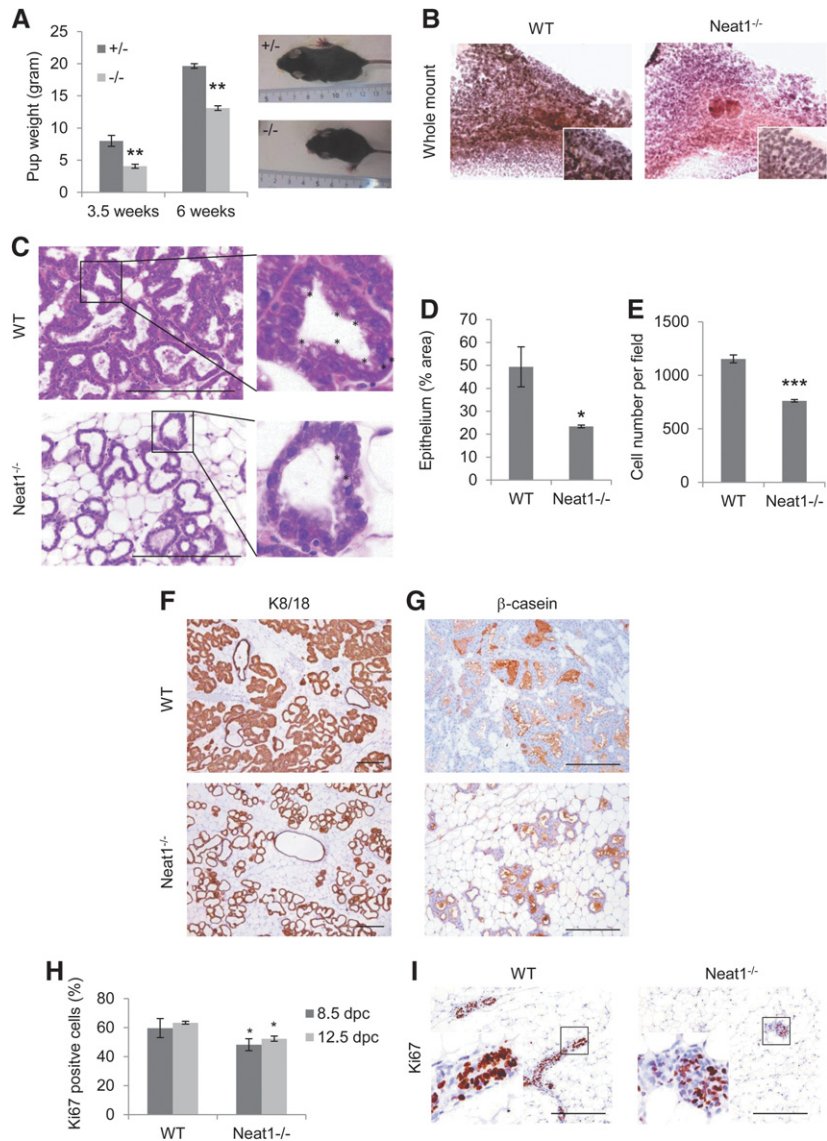 A
Pup weight (gram)
25
20
15
10
5
0
+/-
-/-
**
**
3.5 weeks
6 weeks
+/-
-/-
B
WT
Neat1-/-
Whole mount
C
WT
Neat1-/-
D
Epithelium (% area)
70
60
50
40
30
20
10
0
*
WT
Neat1-/-
E
Cell number per field
1500
1000
500
0
***
WT
Neat1-/-
F
K8/18
G
β-casein
WT
Neat1-/-
H
Ki67 positve cells (%)
80
60
40
20
0
*
*
8.5 dpc
12.5 dpc
WT
Neat1-/-
I
WT
Neat1-/-
Ki67